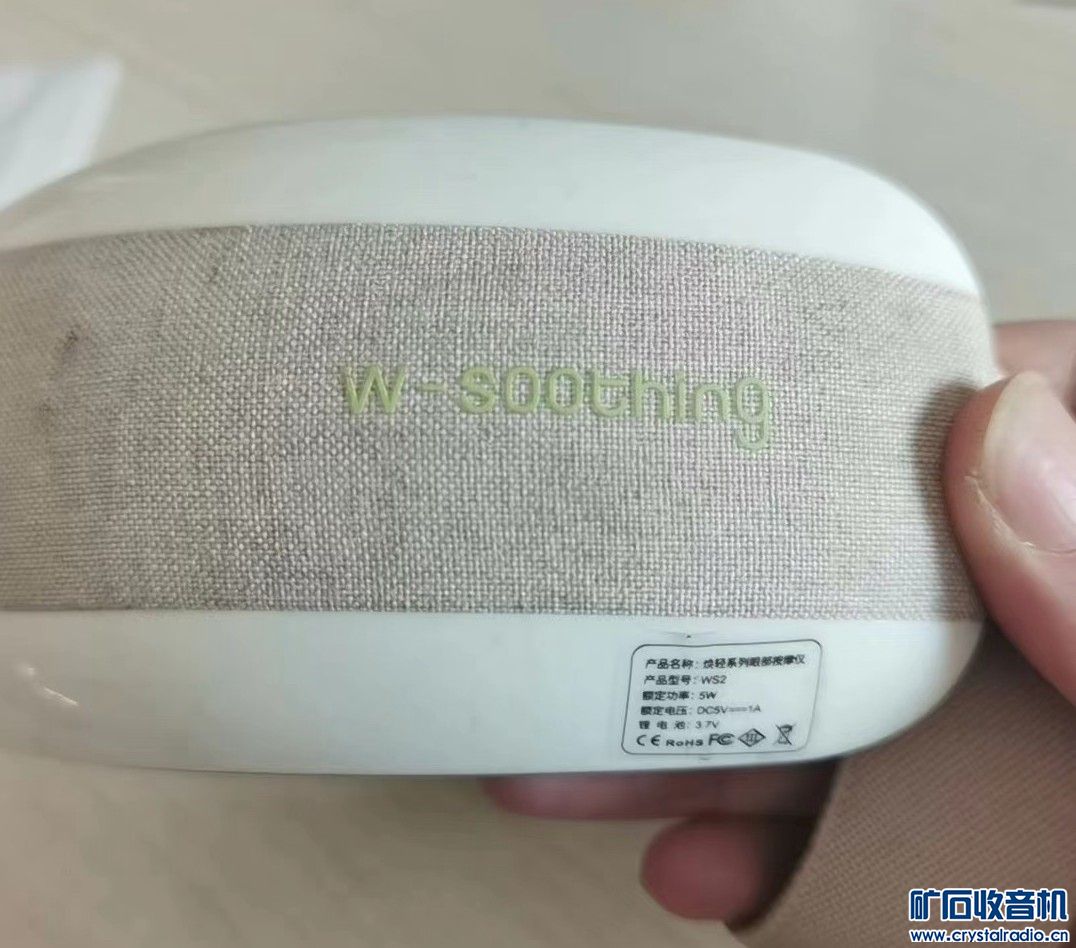 w-soothing
产品名称：焕轻系列眼部按摩仪
产品型号：WS2
额定功率：5W
额定电压：DC5V⎓1A
锂 电 池：3.7V
CE RoHS FC
矿石收音机
www.crystalradio.cn